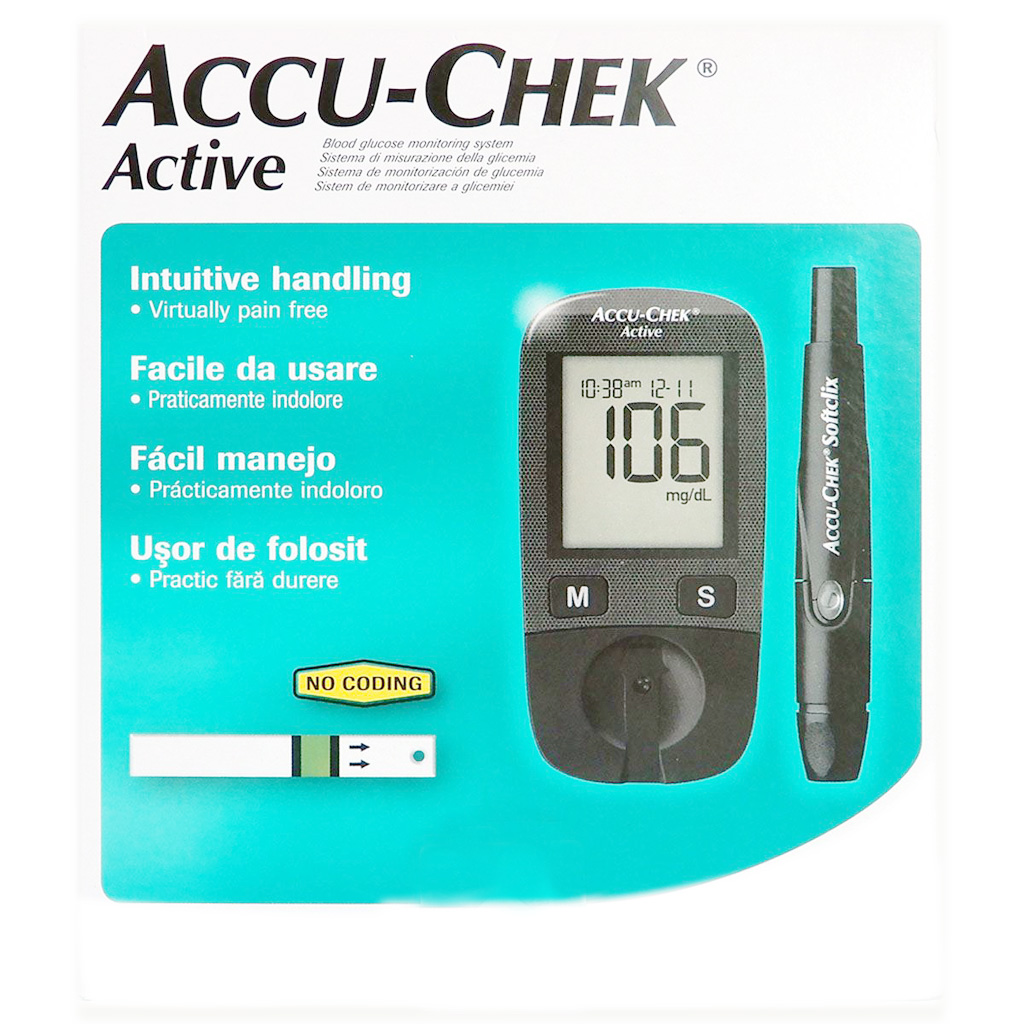 ACCU-CHEK®
Active
Blood glucose monitoring system
Sistema di misurazione della glicemia
Sistema de monitorización de glucemia
Sistem de monitorizare a glicemiei
Intuitive handling
• Virtually pain free
Facile da usare
• Praticamente indolore
Fácil manejo
• Prácticamente indoloro
Uşor de folosit
• Practic fără durere
NO CODING
ACCU-CHEK®
Active
10:38am 12-11
106
mg/dL
M S
ACCU-CHEK® Softclix